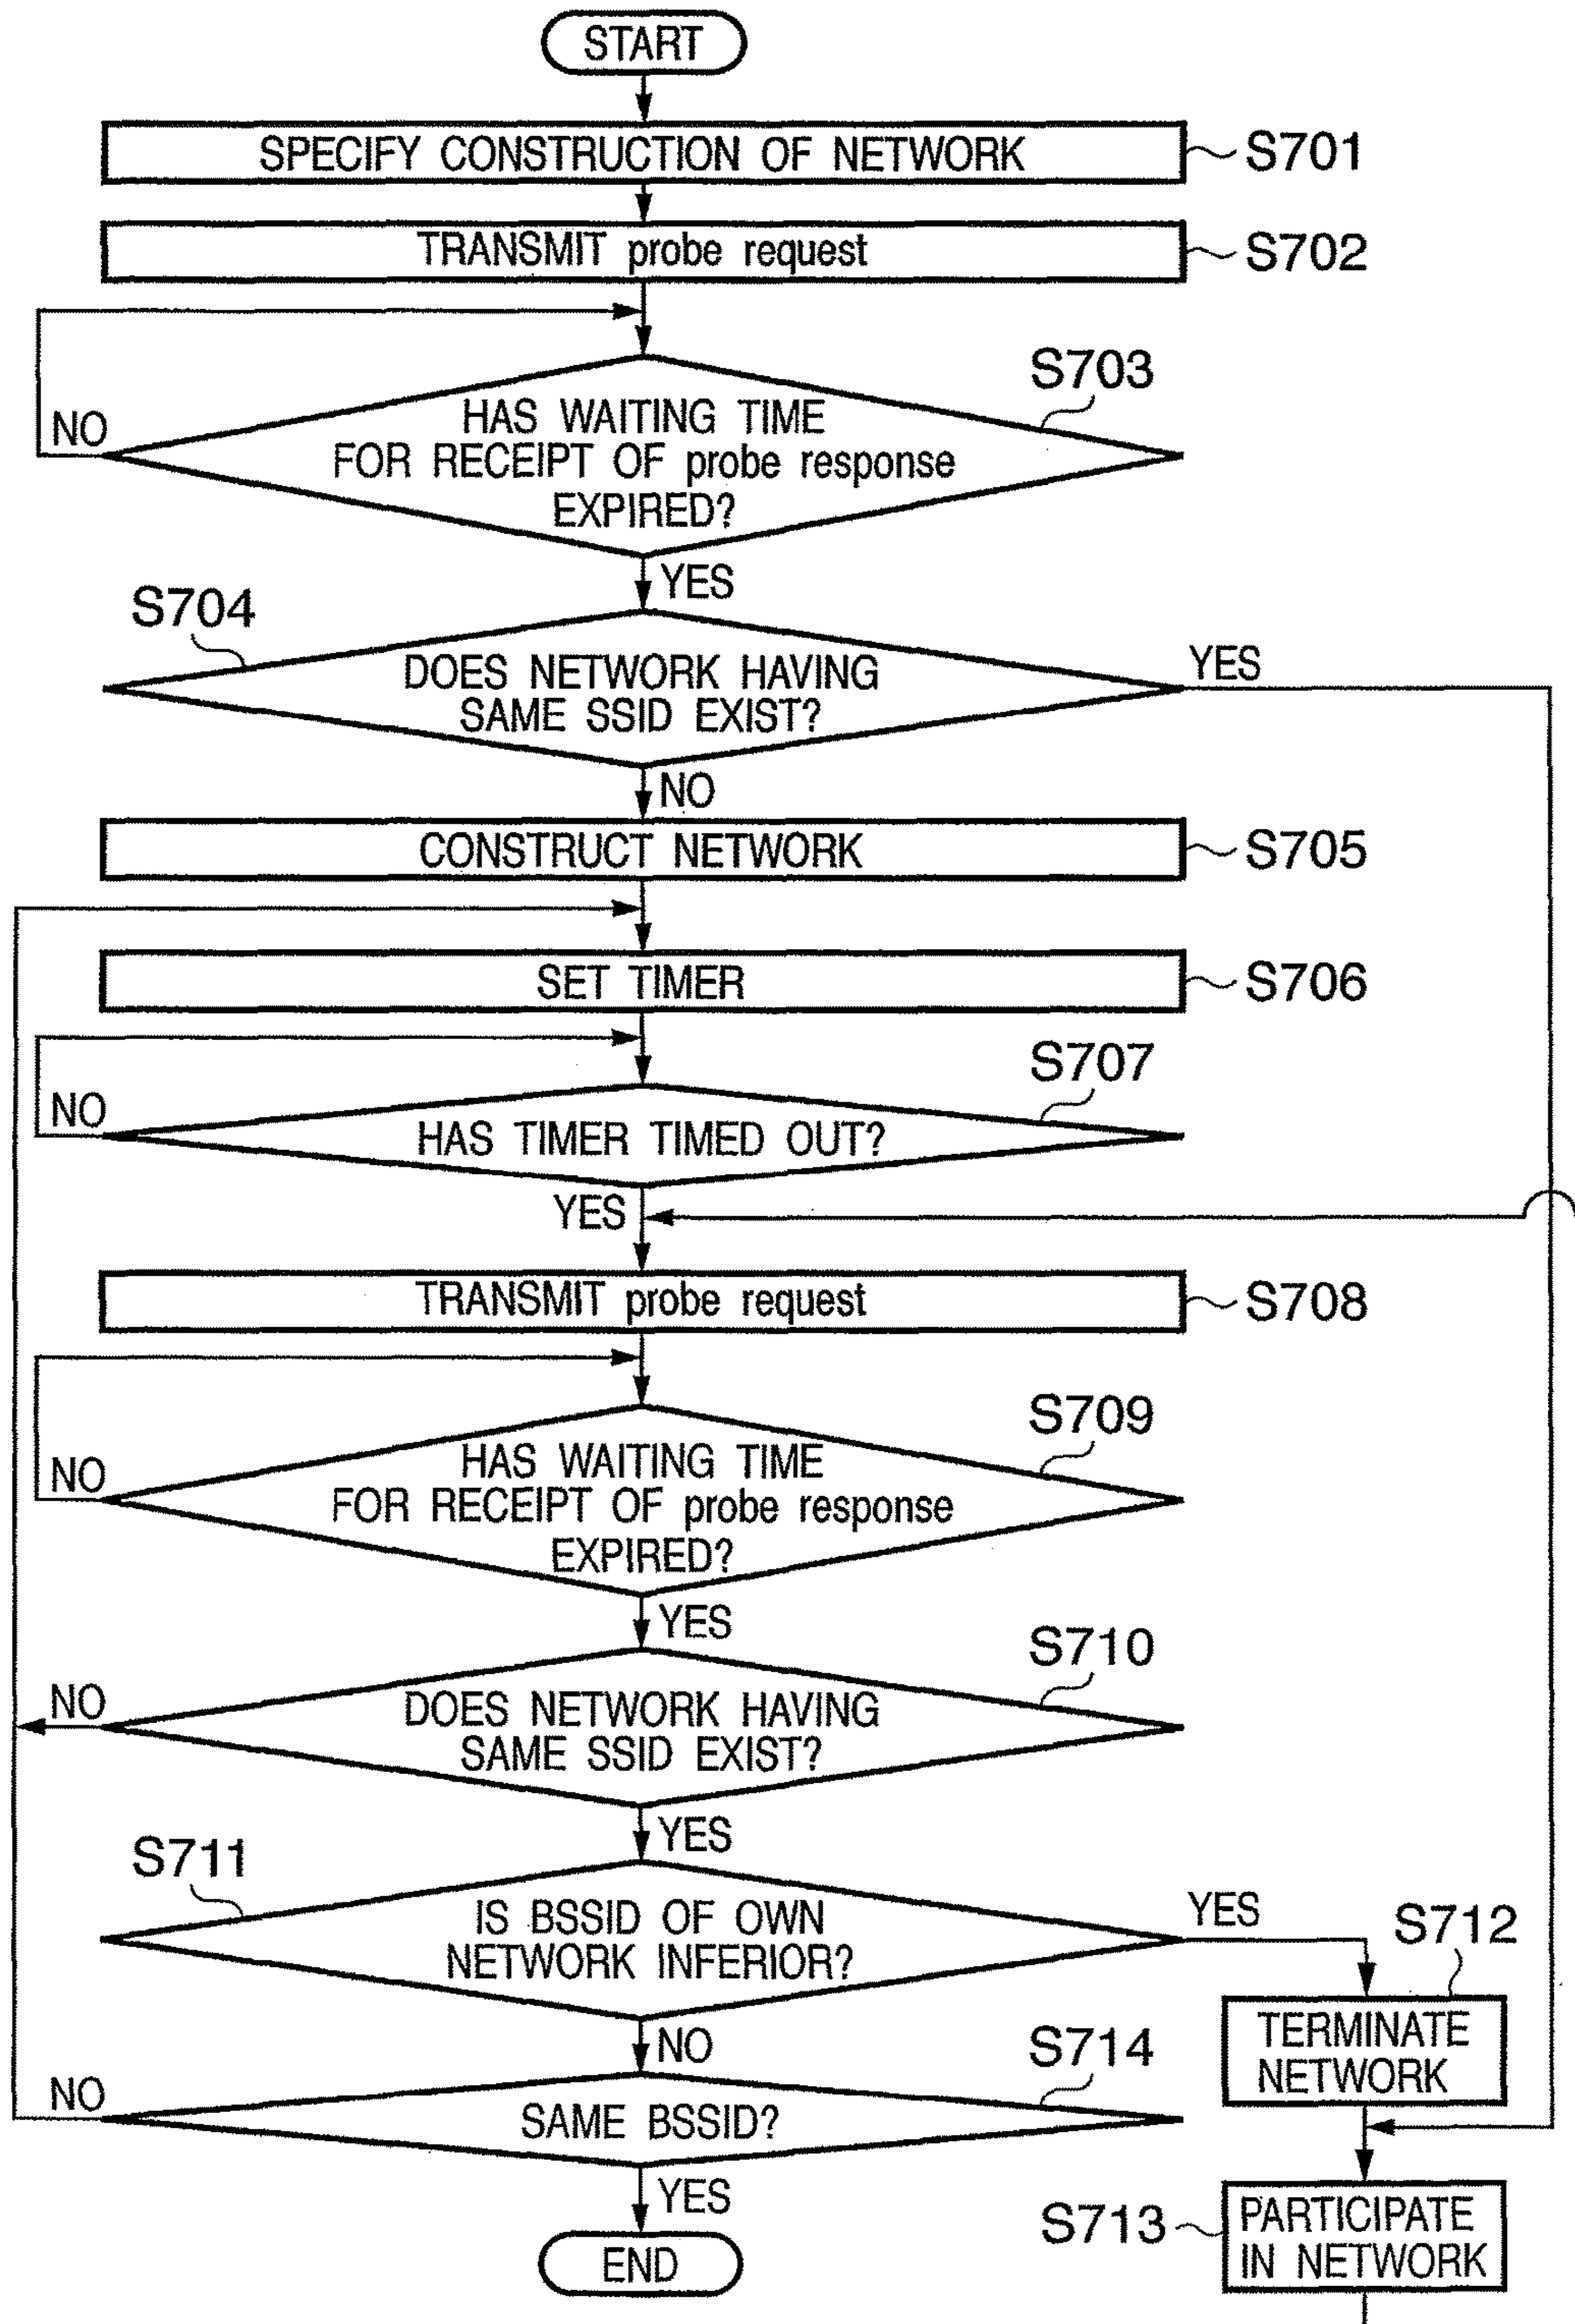 START
SPECIFY CONSTRUCTION OF NETWORK
S701
TRANSMIT probe request
S702
S703
HAS WAITING TIME
FOR RECEIPT OF probe response
EXPIRED?
NO
YES
S704
DOES NETWORK HAVING
SAME SSID EXIST?
YES
NO
CONSTRUCT NETWORK
S705
SET TIMER
S706
S707
NO
HAS TIMER TIMED OUT?
YES
TRANSMIT probe request
S708
S709
HAS WAITING TIME
FOR RECEIPT OF probe response
EXPIRED?
NO
YES
S710
NO
DOES NETWORK HAVING
SAME SSID EXIST?
YES
S711
IS BSSID OF OWN
NETWORK INFERIOR?
YES
S712
TERMINATE
NETWORK
NO
S714
NO
SAME BSSID?
YES
S713
PARTICIPATE
IN NETWORK
END